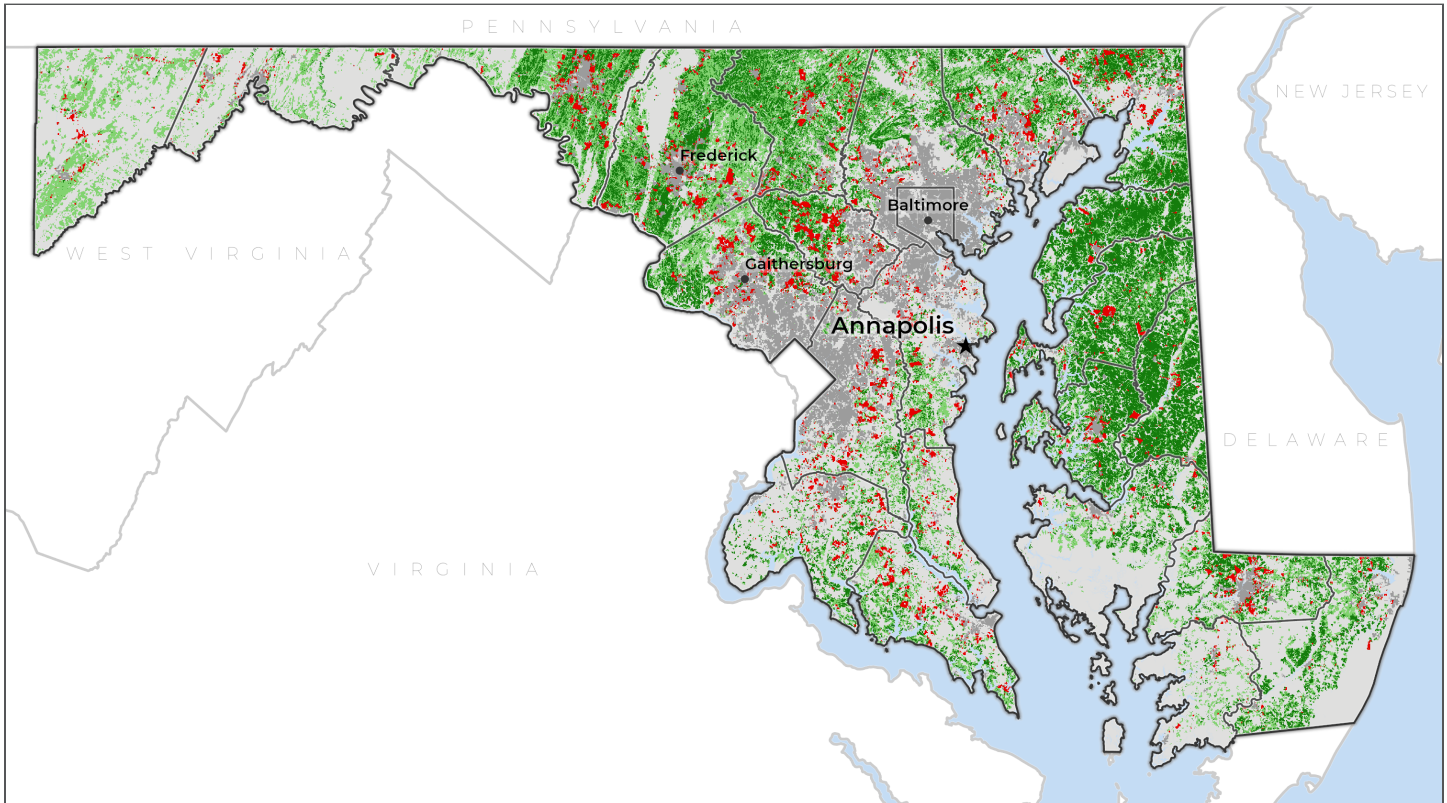 PENNSYLVANIA
NEW JERSEY
Frederick
Baltimore
WEST VIRGINIA
Gaithersburg
Annapolis
DELAWARE
VIRGINIA